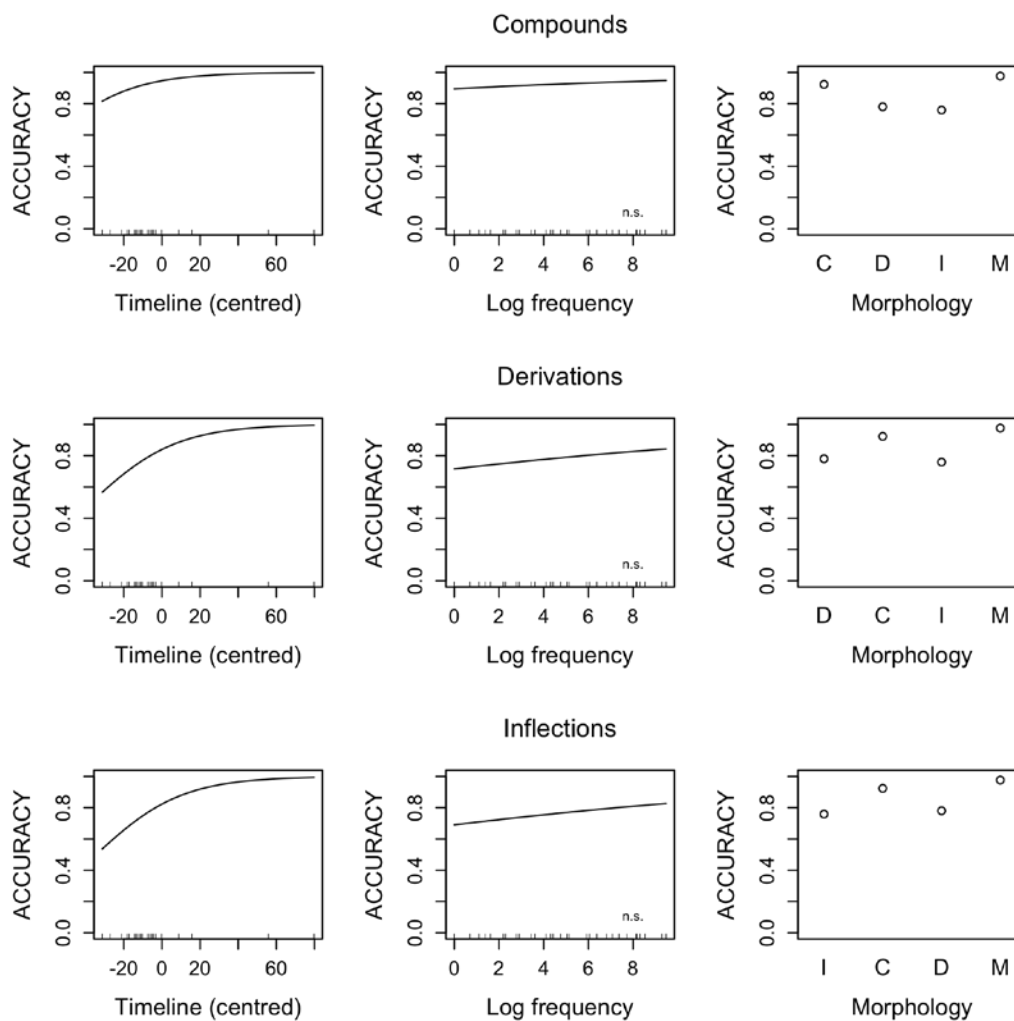 Compounds
ACCURACY
0.0 0.4 0.8
-20 0 20 60
Timeline (centred)
ACCURACY
0.0 0.4 0.8
n.s.
0 2 4 6 8
Log frequency
ACCURACY
0.0 0.4 0.8
C D I M
Morphology
Derivations
ACCURACY
0.0 0.4 0.8
-20 0 20 60
Timeline (centred)
ACCURACY
0.0 0.4 0.8
n.s.
0 2 4 6 8
Log frequency
ACCURACY
0.0 0.4 0.8
D C I M
Morphology
Inflections
ACCURACY
0.0 0.4 0.8
-20 0 20 60
Timeline (centred)
ACCURACY
0.0 0.4 0.8
n.s.
0 2 4 6 8
Log frequency
ACCURACY
0.0 0.4 0.8
I C D M
Morphology